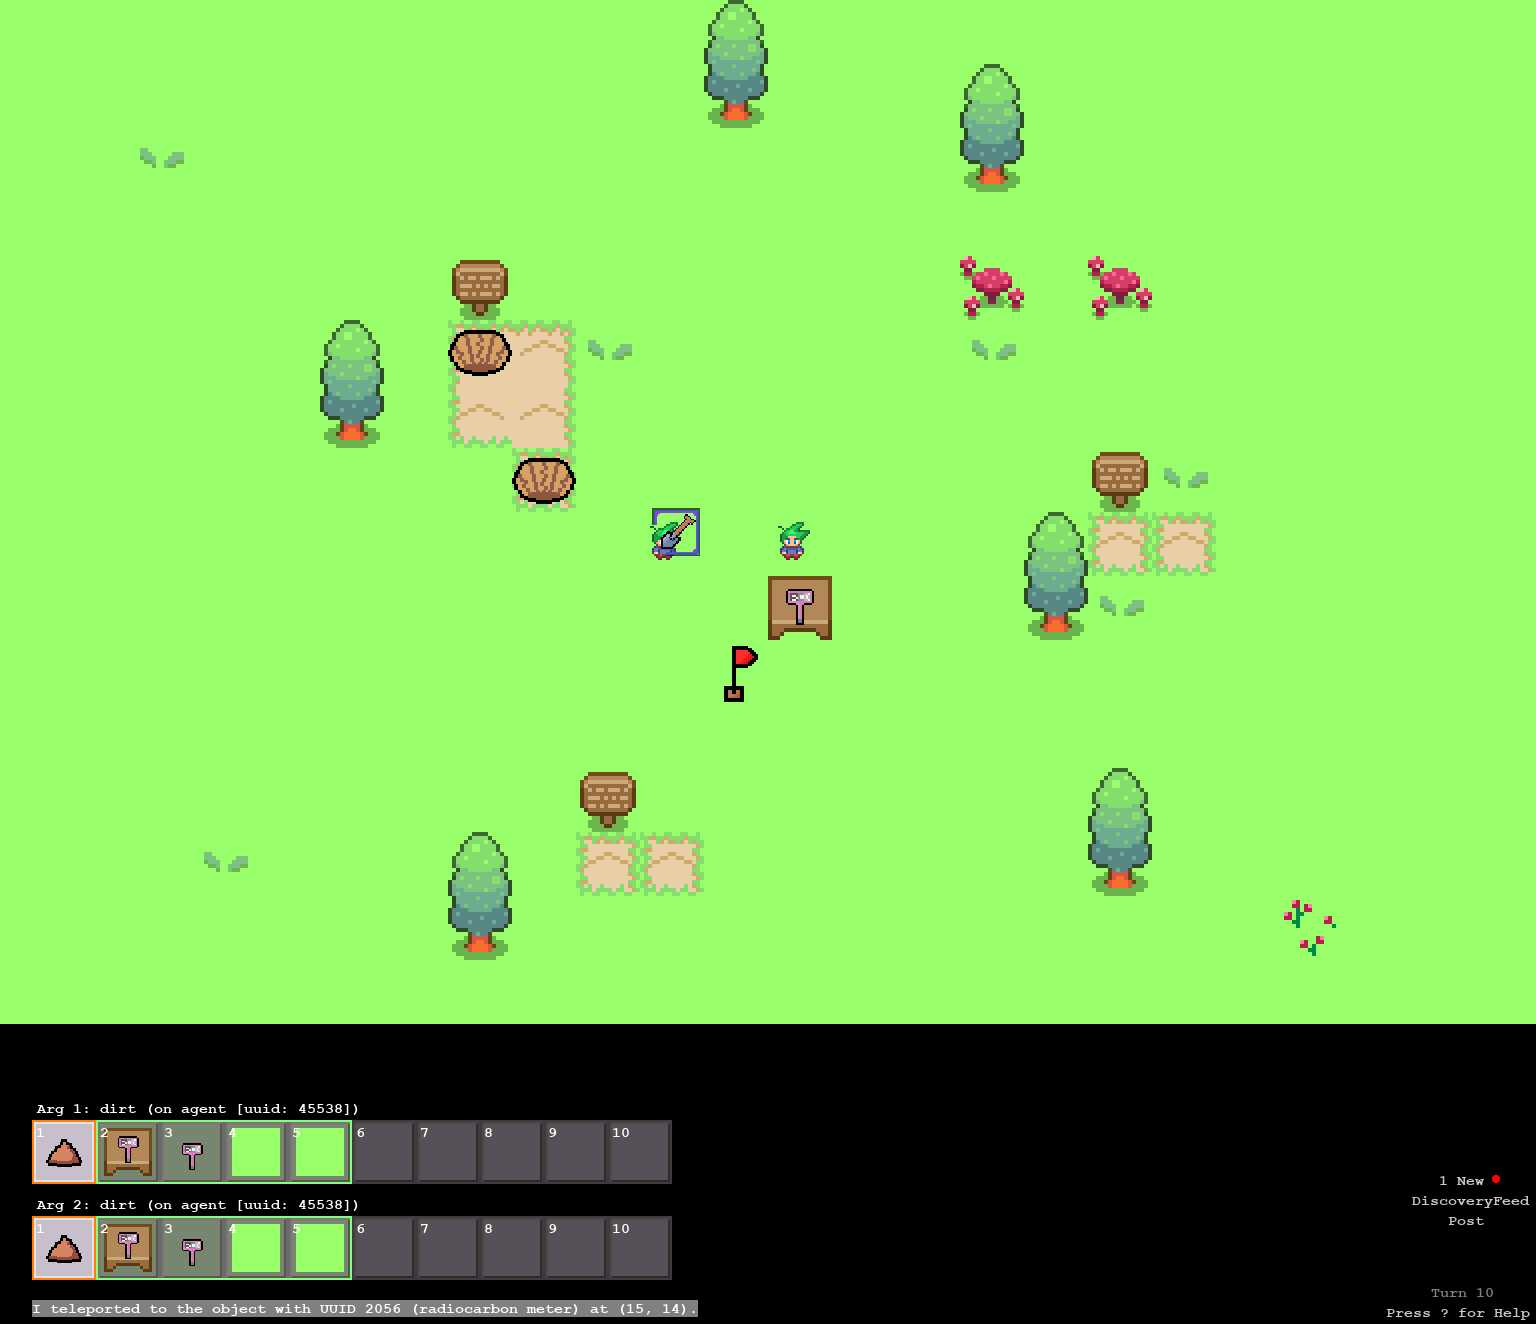 Arg 1: dirt (on agent [uuid: 45538])
1 2 3 4 5 6 7 8 9 10
Arg 2: dirt (on agent [uuid: 45538])
1 2 3 4 5 6 7 8 9 10
I teleported to the object with UUID 2056 (radiocarbon meter) at (15, 14).
1 New
DiscoveryFeed
Post
Turn 10
Press ? for Help